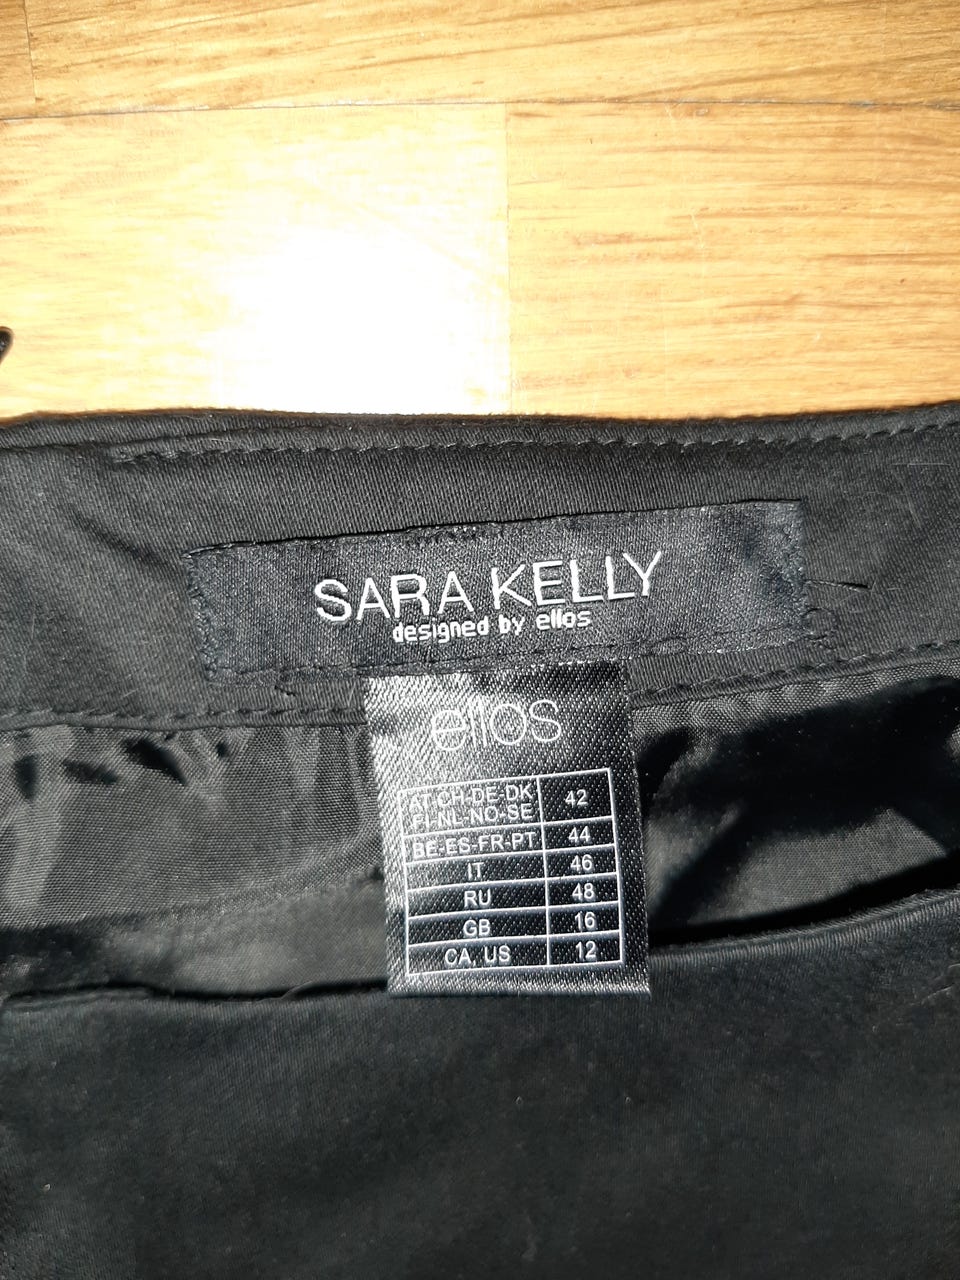 SARA KELLY
designed by ellos
ellos
AT-CH-DE-DK
FI-NL-NO-SE 42
BE-ES-FR-PT 44
IT 46
RU 48
GB 16
CA, US 12